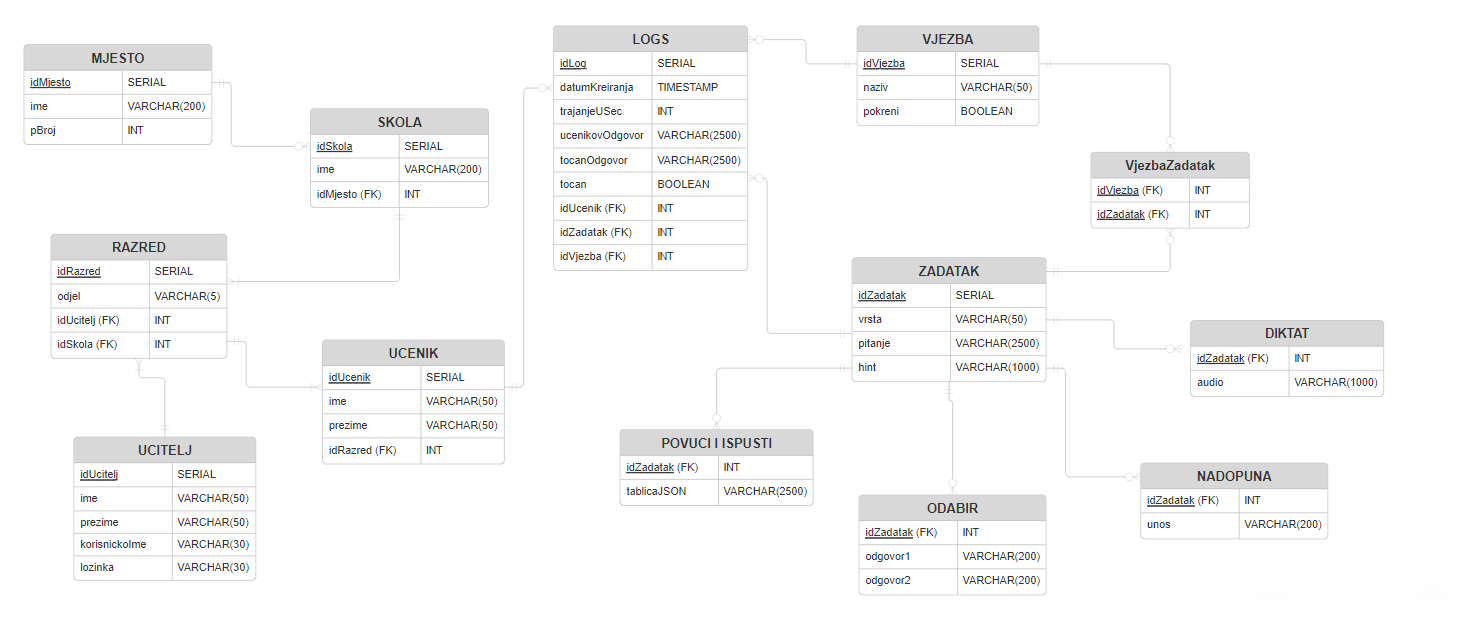 MJESTO
idMjesto SERIAL
ime VARCHAR(200)
pBroj INT
SKOLA
idSkola SERIAL
ime VARCHAR(200)
idMjesto (FK) INT
RAZRED
idRazred SERIAL
odjel VARCHAR(5)
idUcitelj (FK) INT
idSkola (FK) INT
UCITELJ
idUcitelj SERIAL
ime VARCHAR(50)
prezime VARCHAR(50)
korisnickoIme VARCHAR(30)
lozinka VARCHAR(30)
UCENIK
idUcenik SERIAL
ime VARCHAR(50)
prezime VARCHAR(50)
idRazred (FK) INT
LOGS
idLog SERIAL
datumKreiranja TIMESTAMP
trajanjeUSec INT
ucenikovOdgovor VARCHAR(2500)
tocanOdgovor VARCHAR(2500)
tocan BOOLEAN
idUcenik (FK) INT
idZadatak (FK) INT
idVjezba (FK) INT
VJEZBA
idVjezba SERIAL
naziv VARCHAR(50)
pokreni BOOLEAN
VjezbaZadatak
idVjezba (FK) INT
idZadatak (FK) INT
ZADATAK
idZadatak SERIAL
vrsta VARCHAR(50)
pitanje VARCHAR(2500)
hint VARCHAR(1000)
DIKTAT
idZadatak (FK) INT
audio VARCHAR(1000)
POVUCI I ISPUSTI
idZadatak (FK) INT
tablicaJSON VARCHAR(2500)
ODABIR
idZadatak (FK) INT
odgovor1 VARCHAR(200)
odgovor2 VARCHAR(200)
NADOPUNA
idZadatak (FK) INT
unos VARCHAR(200)